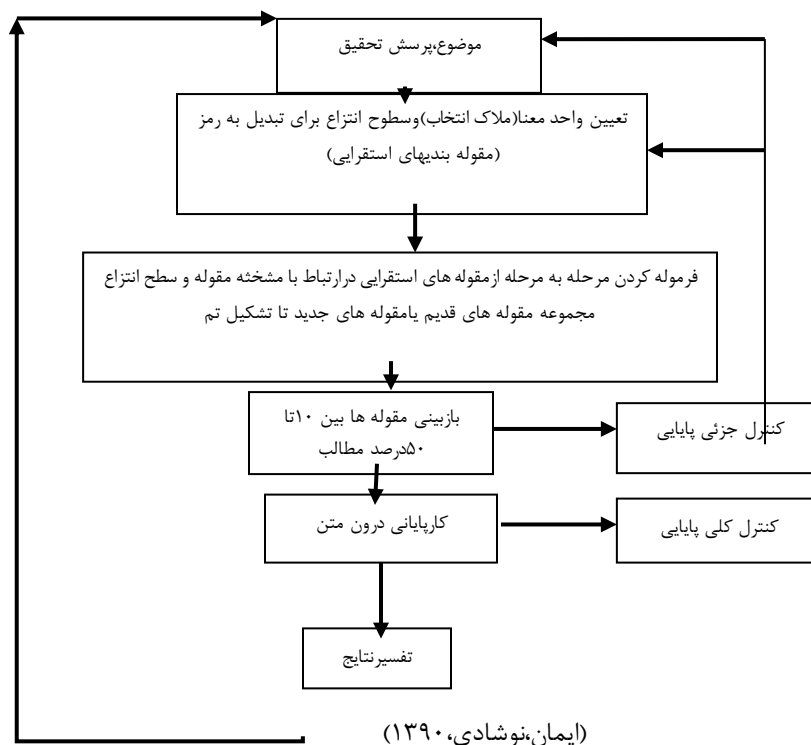 موضوع,پرسش تحقیق
تعیین واحد معنا(ملاک انتخاب)وسطوح انتزاع برای تبدیل به رمز
(مقوله بندیهای استقرایی)
فرموله کردن مرحله به مرحله ازمقوله های استقرایی درارتباط با مشخثه مقوله و سطح انتزاع
مجموعه مقوله های قدیم یامقوله های جدید تا تشکیل تم
بازبینی مقوله ها بین ۱۰تا
۵۰درصد مطالب
کنترل جزئی پایایی
کارپایانی درون متن
کنترل کلی پایایی
تفسیرنتایج
(ایمان,نوشادی,۱۳۹۰)